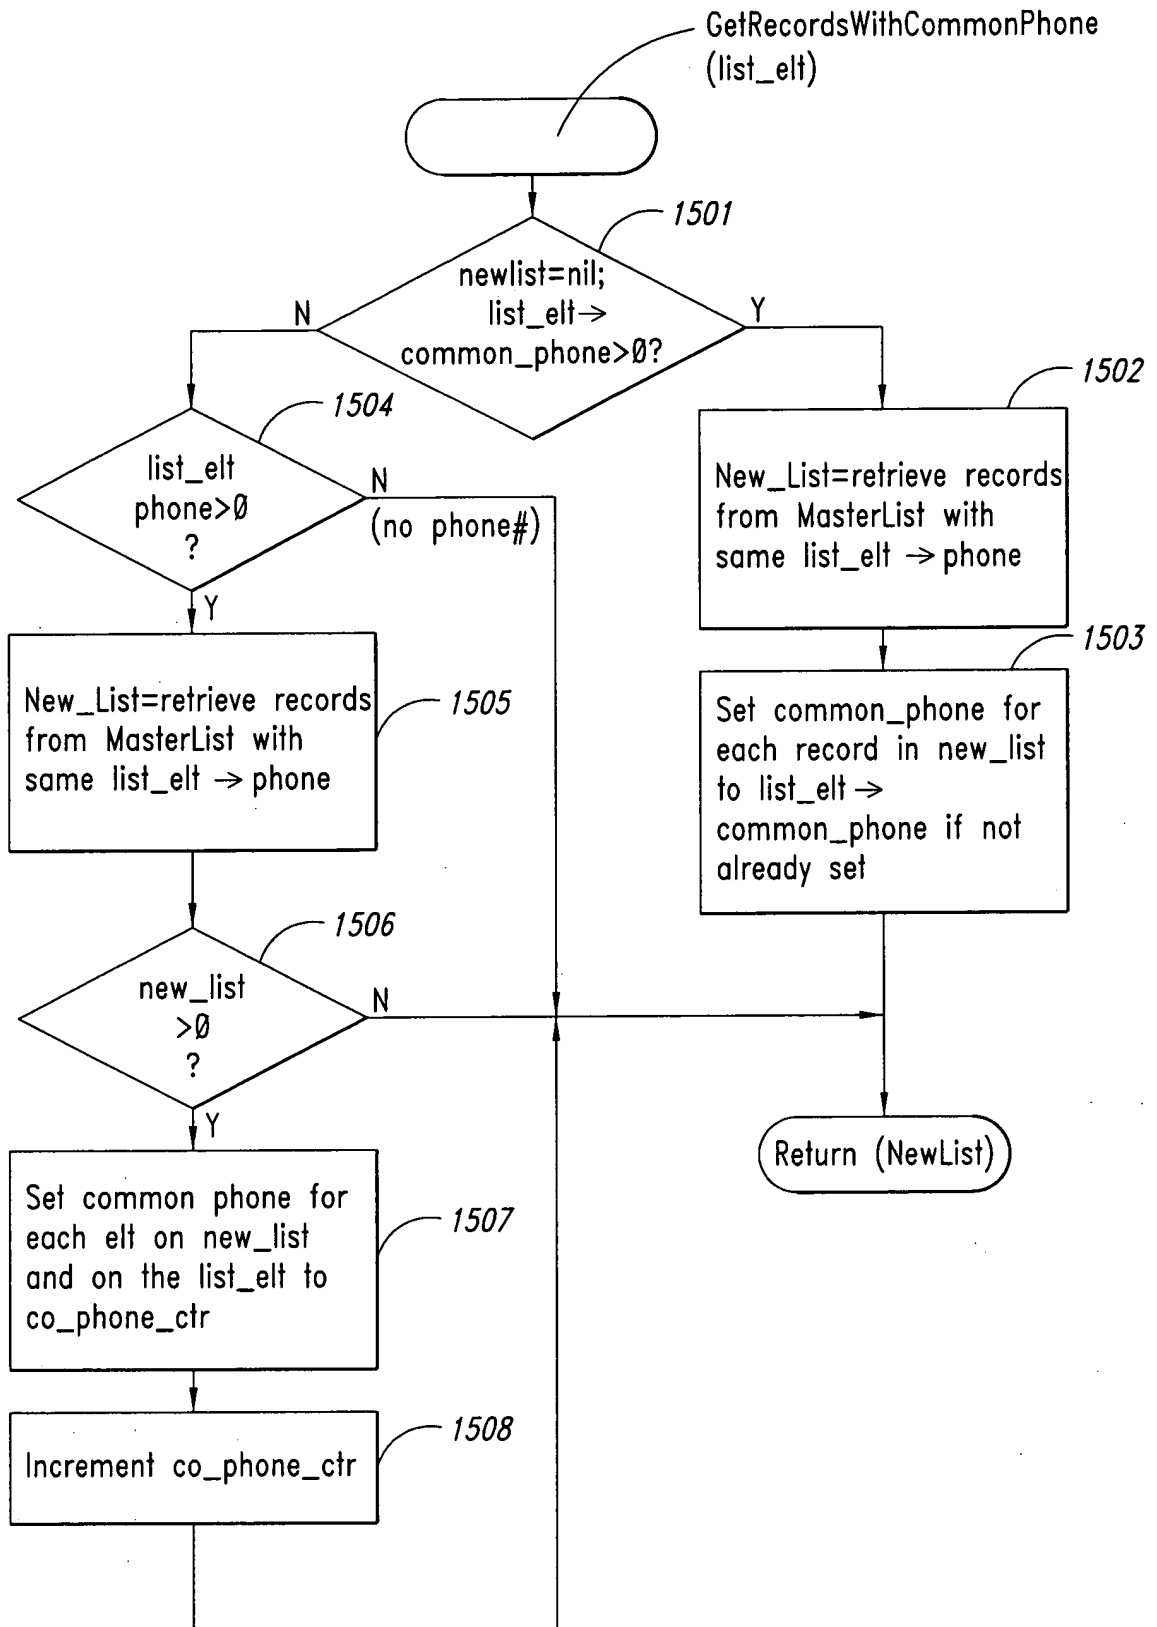 GetRecordsWithCommonPhone
(list_elt)
1501
newlist=nil;
list_elt→
common_phone>0?
N
Y
1502
New_List=retrieve records
from MasterList with
same list_elt → phone
1503
Set common_phone for
each record in new_list
to list_elt →
common_phone if not
already set
1504
list_elt
phone>0
?
N
(no phone#)
Y
1505
New_List=retrieve records
from MasterList with
same list_elt → phone
1506
new_list
>0
?
N
Y
Return (NewList)
1507
Set common phone for
each elt on new_list
and on the list_elt to
co_phone_ctr
1508
Increment co_phone_ctr